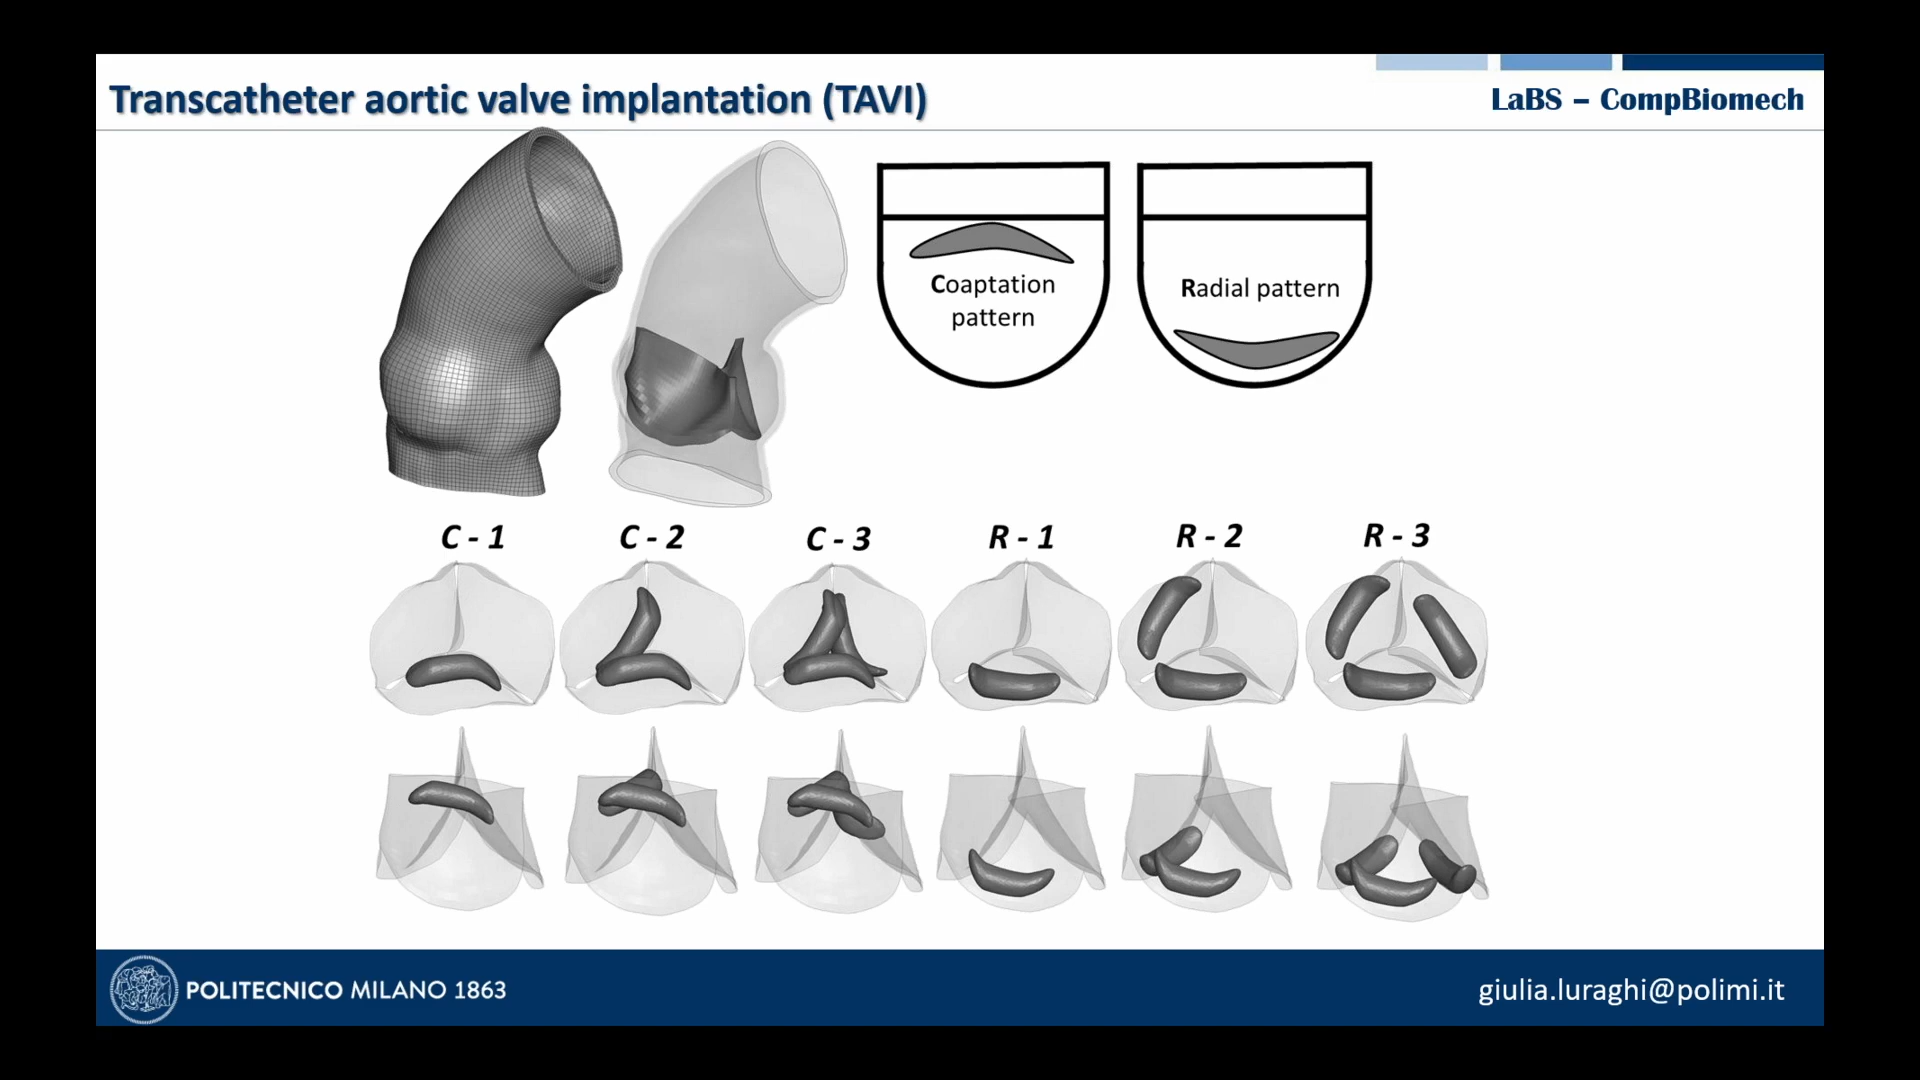 Transcatheter aortic valve implantation (TAVI)
LaBS – CompBiomech
Coaptation
pattern
Radial pattern
C - 1
C - 2
C - 3
R - 1
R - 2
R - 3
POLITECNICO MILANO 1863
giulia.luraghi@polimi.it